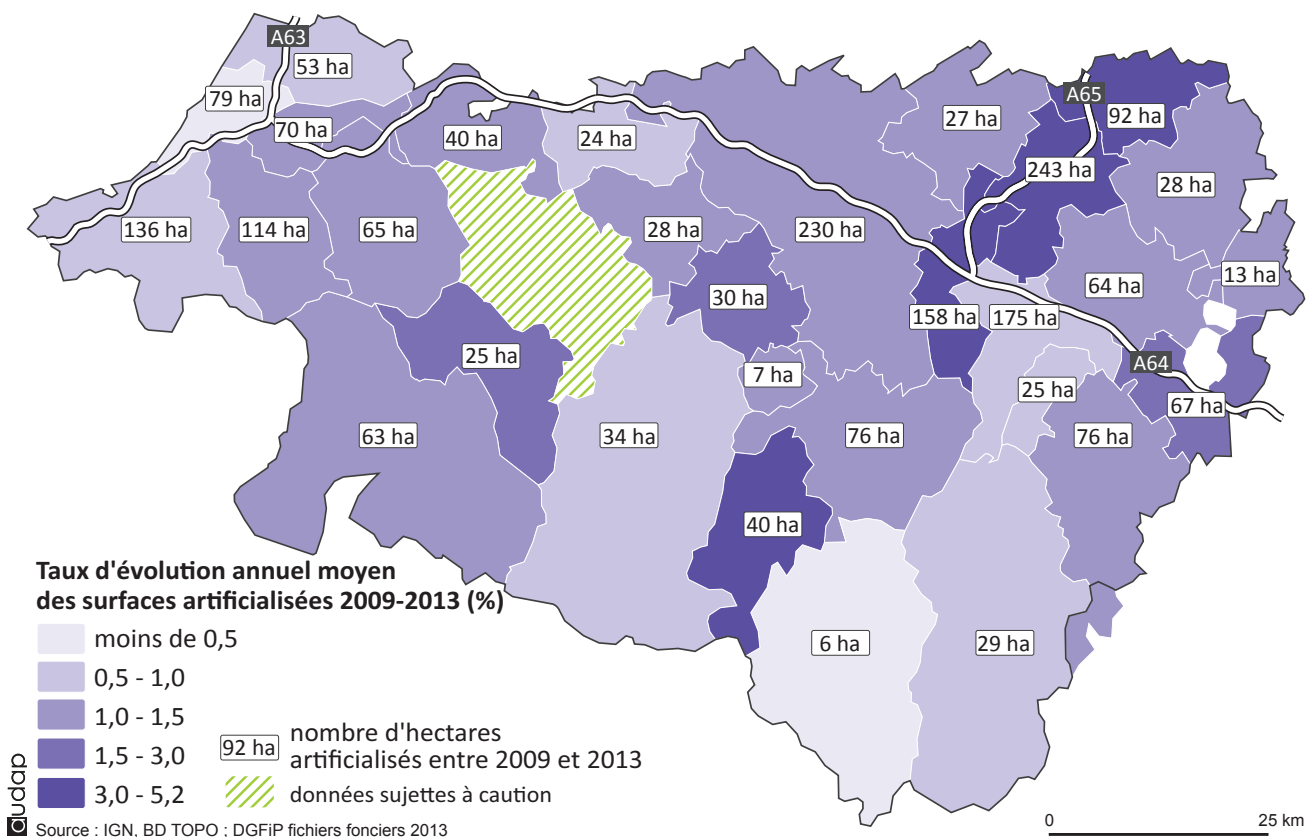 A63
53 ha
79 ha
70 ha
40 ha
24 ha
27 ha
A65
92 ha
243 ha
28 ha
136 ha
114 ha
65 ha
28 ha
230 ha
64 ha
13 ha
30 ha
158 ha
175 ha
25 ha
7 ha
A64
25 ha
67 ha
63 ha
34 ha
76 ha
76 ha
40 ha
6 ha
29 ha
Taux d'évolution annuel moyen
des surfaces artificialisées 2009-2013 (%)
moins de 0,5
0,5 - 1,0
1,0 - 1,5
1,5 - 3,0
3,0 - 5,2
92 ha
nombre d'hectares
artificialisés entre 2009 et 2013
données sujettes à caution
audap
Source : IGN, BD TOPO ; DGFiP fichiers fonciers 2013
0 25 km